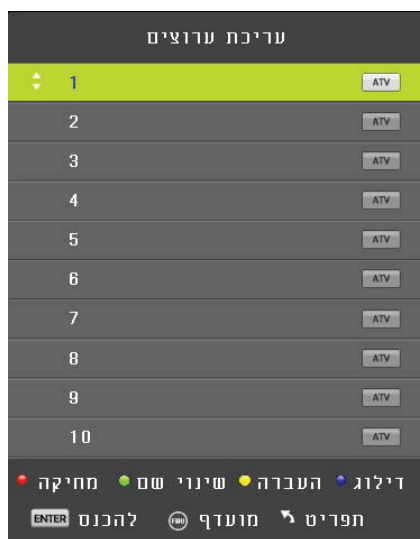 עריכת ערוצים
1 ATV
2 ATV
3 ATV
4 ATV
5 ATV
6 ATV
7 ATV
8 ATV
9 ATV
10 ATV
מחיקה שינוי שם העברה דילוג
ENTER להכנס FAV מועדף תפריט